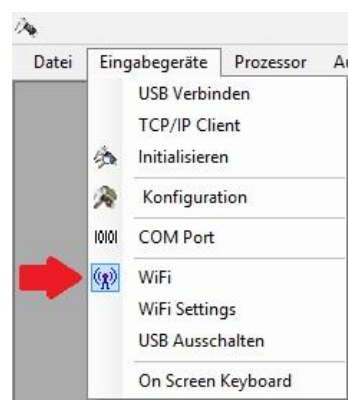 Datei Eingabegeräte Prozessor
USB Verbinden
TCP/IP Client
Initialisieren
Konfiguration
COM Port
WiFi
WiFi Settings
USB Ausschalten
On Screen Keyboard